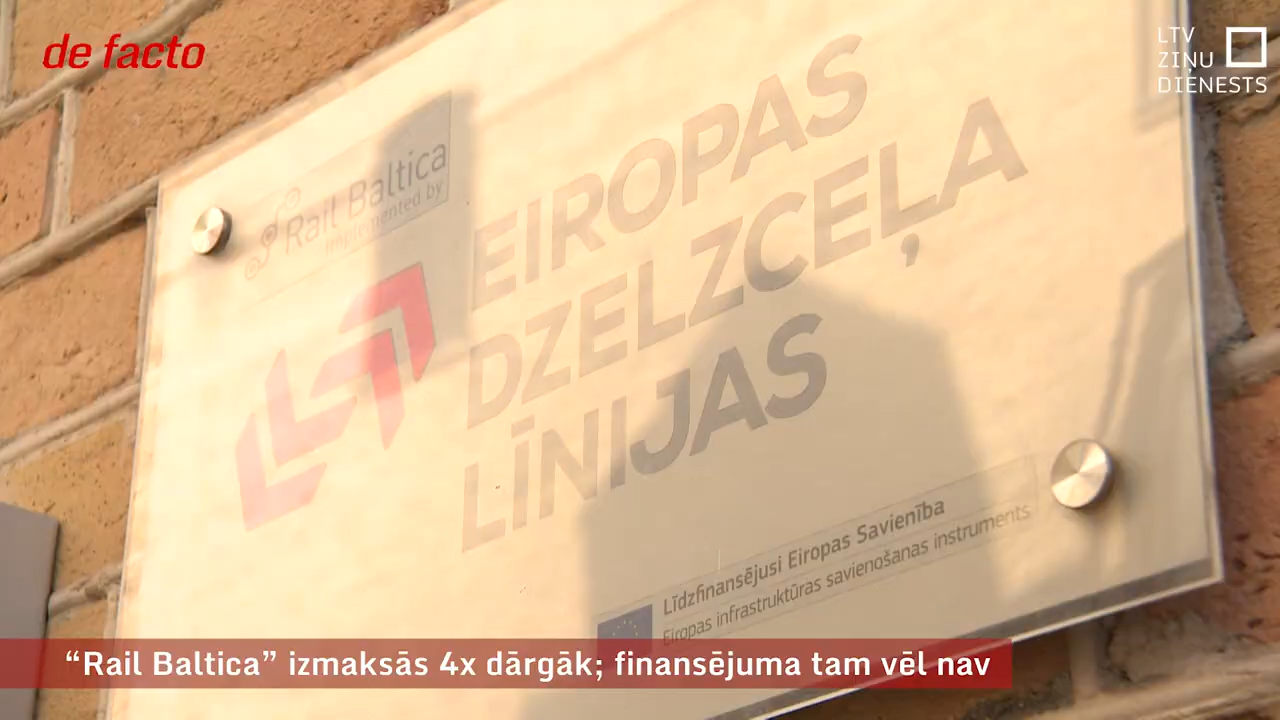 de facto
LTV
ZIŅU
DIENESTS
Rail Baltica
implemented by
EIROPAS
DZELZCEĻA
LĪNIJAS
Līdzfinansējusi Eiropas Savienība
Eiropas infrastruktūras savienošanas instruments
“Rail Baltica” izmaksās 4x dārgāk; finansējuma tam vēl nav